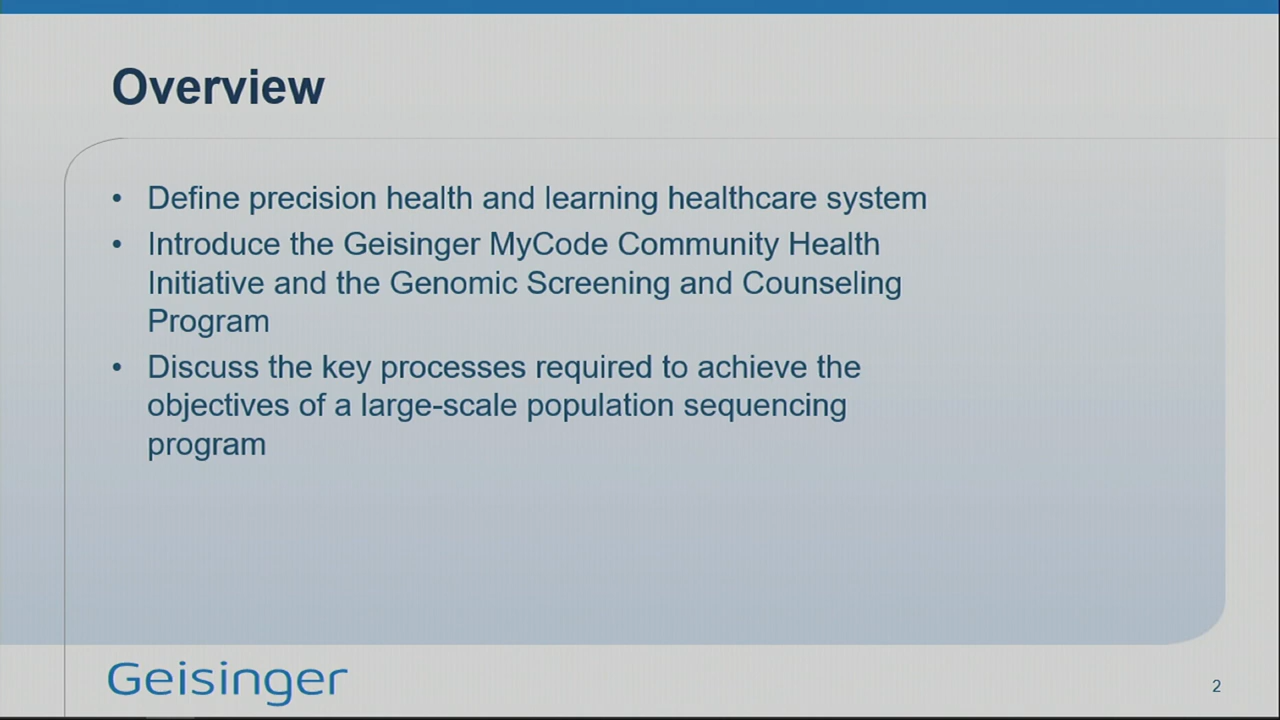 Overview
• Define precision health and learning healthcare system
• Introduce the Geisinger MyCode Community Health
Initiative and the Genomic Screening and Counseling
Program
• Discuss the key processes required to achieve the
objectives of a large-scale population sequencing
program
Geisinger
2